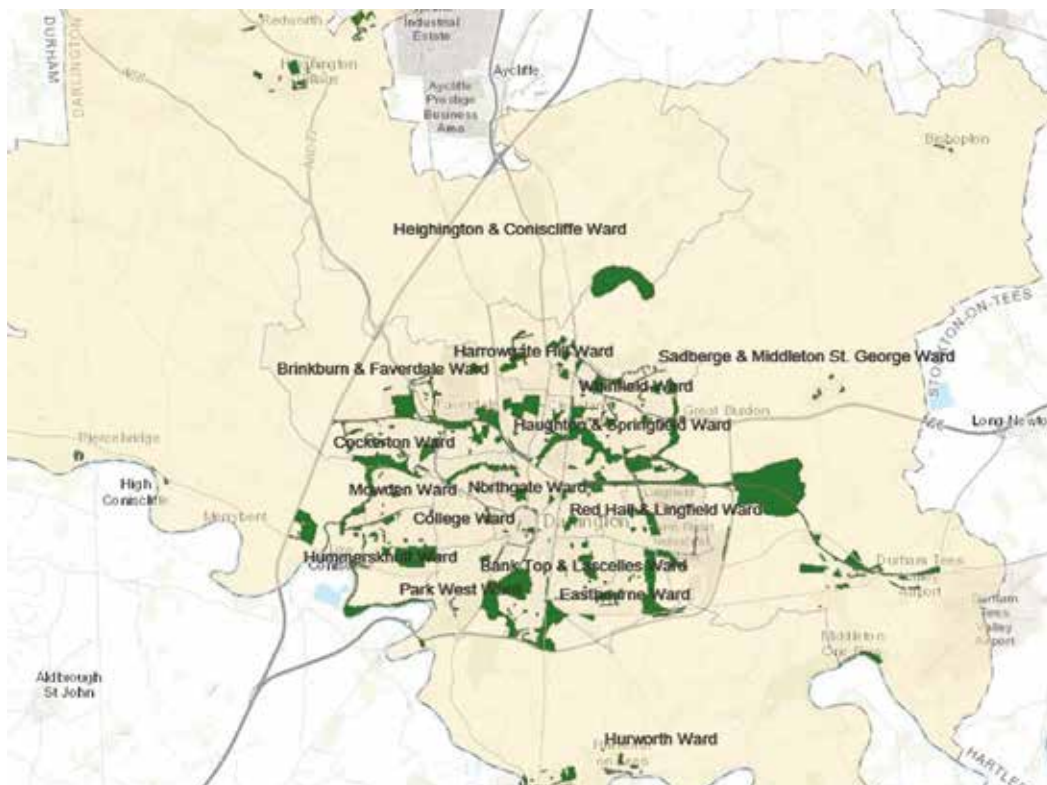 Redworth
Industrial
Estate
DURHAM
DARLINGTON
Aycliffe
A68
Aycliffe
Prestige
Business
Area
Bishopton
Heighington & Coniscliffe Ward
STOCKTON-ON-TEES
Harrowgate Hill Ward
Sadberge & Middleton St. George Ward
Brinkburn & Faverdale Ward
Whinfield Ward
Great Burdon
A66
Haughton & Springfield Ward
Long Newto
Piercebridge
Cockerton Ward
High
Coniscliffe
Mowden Ward
Northgate Ward
Merrybent
College Ward
Red Hall & Lingfield Ward
Darlington
Hummersknott Ward
Bank Top & Lascelles Ward
Durham Tees
Airport
Park West Ward
Eastbourne Ward
Durham
Tees
Valley
Airport
Middleton
Aldbrough
St John
Hurworth Ward
HARTLE